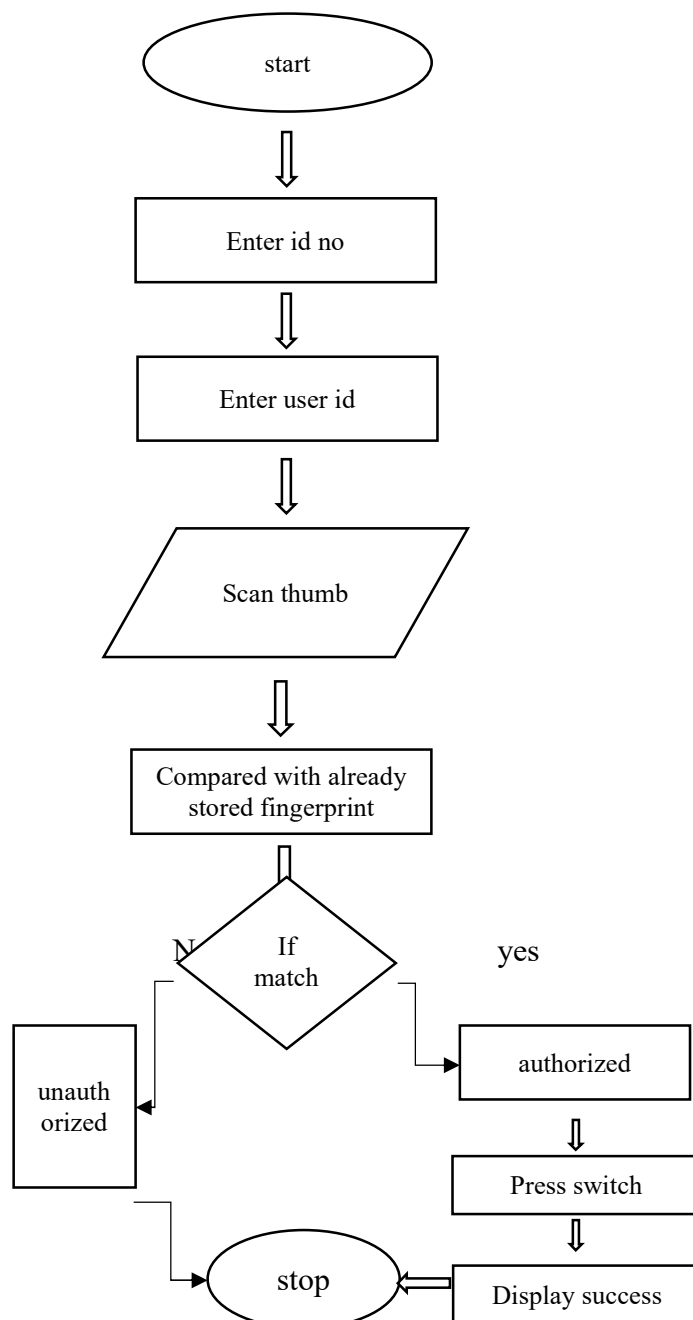 start
Enter id no
Enter user id
Scan thumb
Compared with already
stored fingerprint
If
match
yes
unauth
orized
authorized
Press switch
stop
Display success